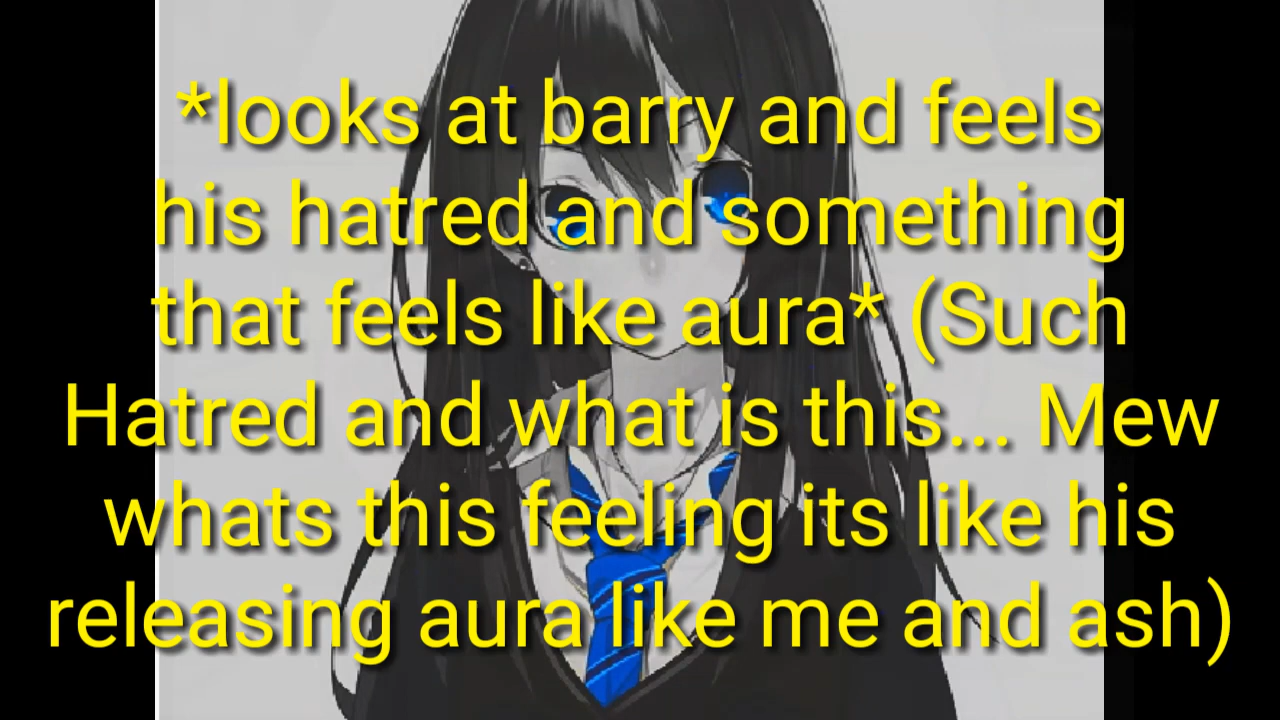 *looks at barry and feels
his hatred and something
that feels like aura* (Such
Hatred and what is this... Mew
whats this feeling its like his
releasing aura like me and ash)